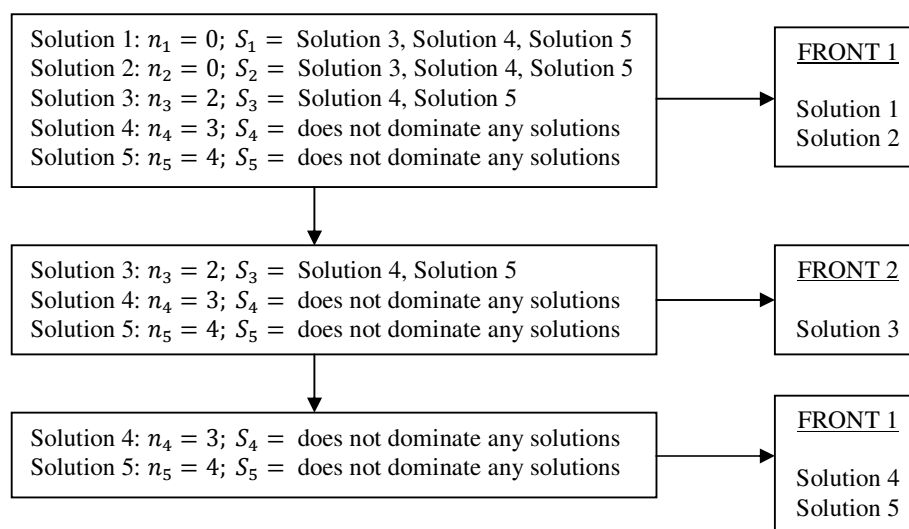 Solution 1: n₁ = 0; S₁ = Solution 3, Solution 4, Solution 5
Solution 2: n₂ = 0; S₂ = Solution 3, Solution 4, Solution 5
Solution 3: n₃ = 2; S₃ = Solution 4, Solution 5
Solution 4: n₄ = 3; S₄ = does not dominate any solutions
Solution 5: n₅ = 4; S₅ = does not dominate any solutions
FRONT 1
Solution 1
Solution 2
Solution 3: n₃ = 2; S₃ = Solution 4, Solution 5
Solution 4: n₄ = 3; S₄ = does not dominate any solutions
Solution 5: n₅ = 4; S₅ = does not dominate any solutions
FRONT 2
Solution 3
Solution 4: n₄ = 3; S₄ = does not dominate any solutions
Solution 5: n₅ = 4; S₅ = does not dominate any solutions
FRONT 1
Solution 4
Solution 5